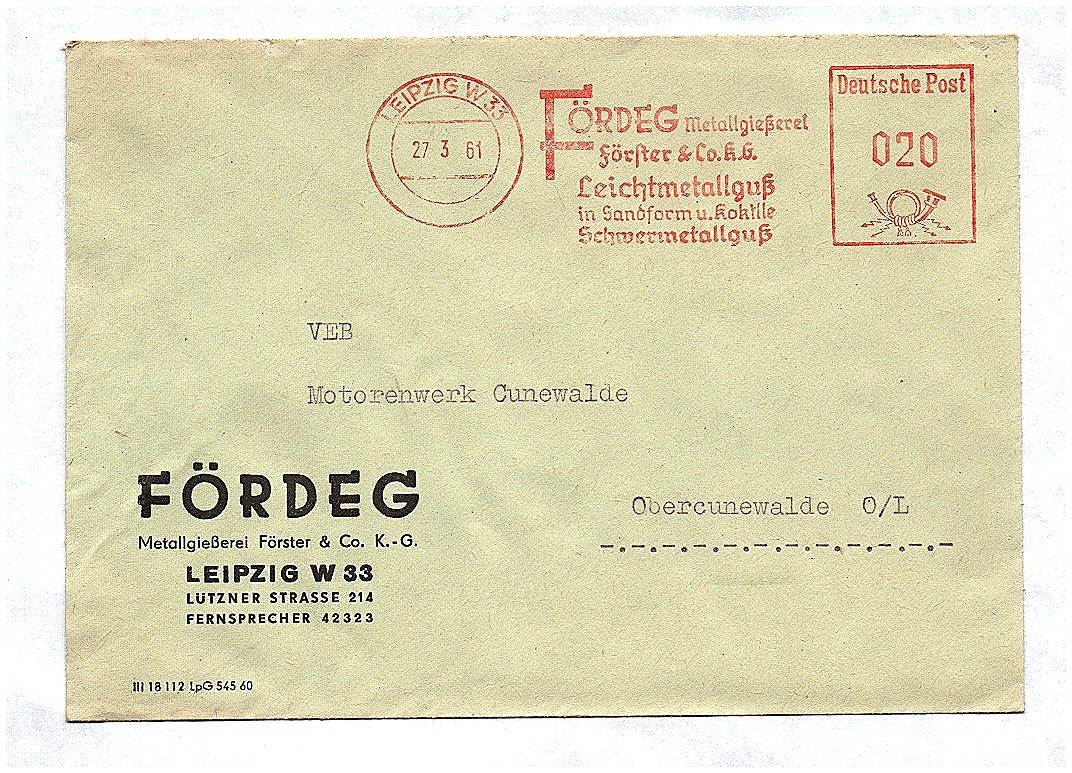 LEIPZIG W 33
27 3 61
FÖRDEG Metallgießerei
Förster & Co. K.G.
Leichtmetallguß
in Sandform u. Kokille
Schwermetallguß
Deutsche Post
020
VEB
Motorenwerk Cunewalde
Obercunewalde O/L
-.-.-.-.-.-.-.-.-.-.-.-
FÖRDEG
Metallgießerei Förster & Co. K.-G.
LEIPZIG W 33
LÜTZNER STRASSE 214
FERNSPRECHER 42323
III 18 112 LpG 545 60